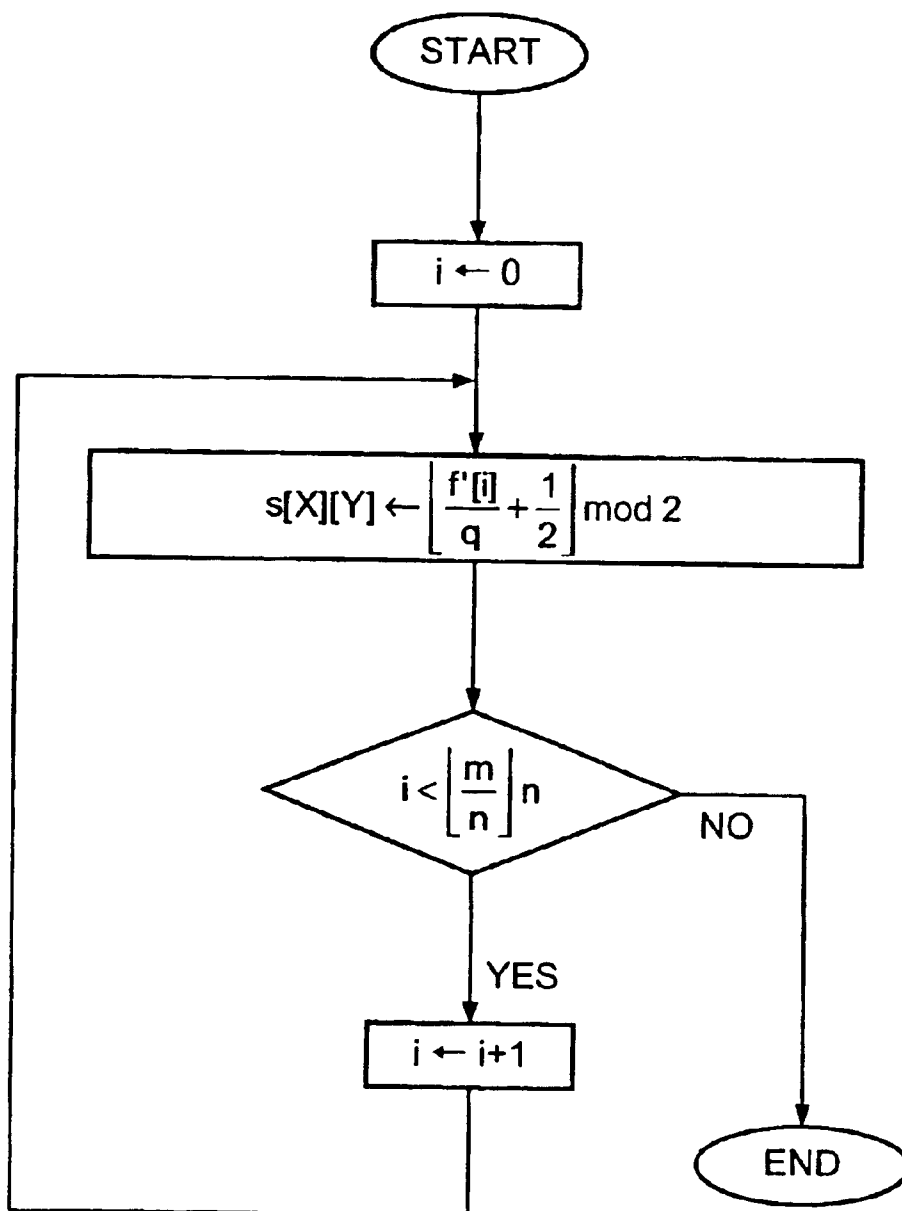 START
i ← 0
s[X][Y] ← ⌊f'[i]/q + 1/2⌋ mod 2
i < ⌊m/n⌋ n
NO
YES
i ← i+1
END